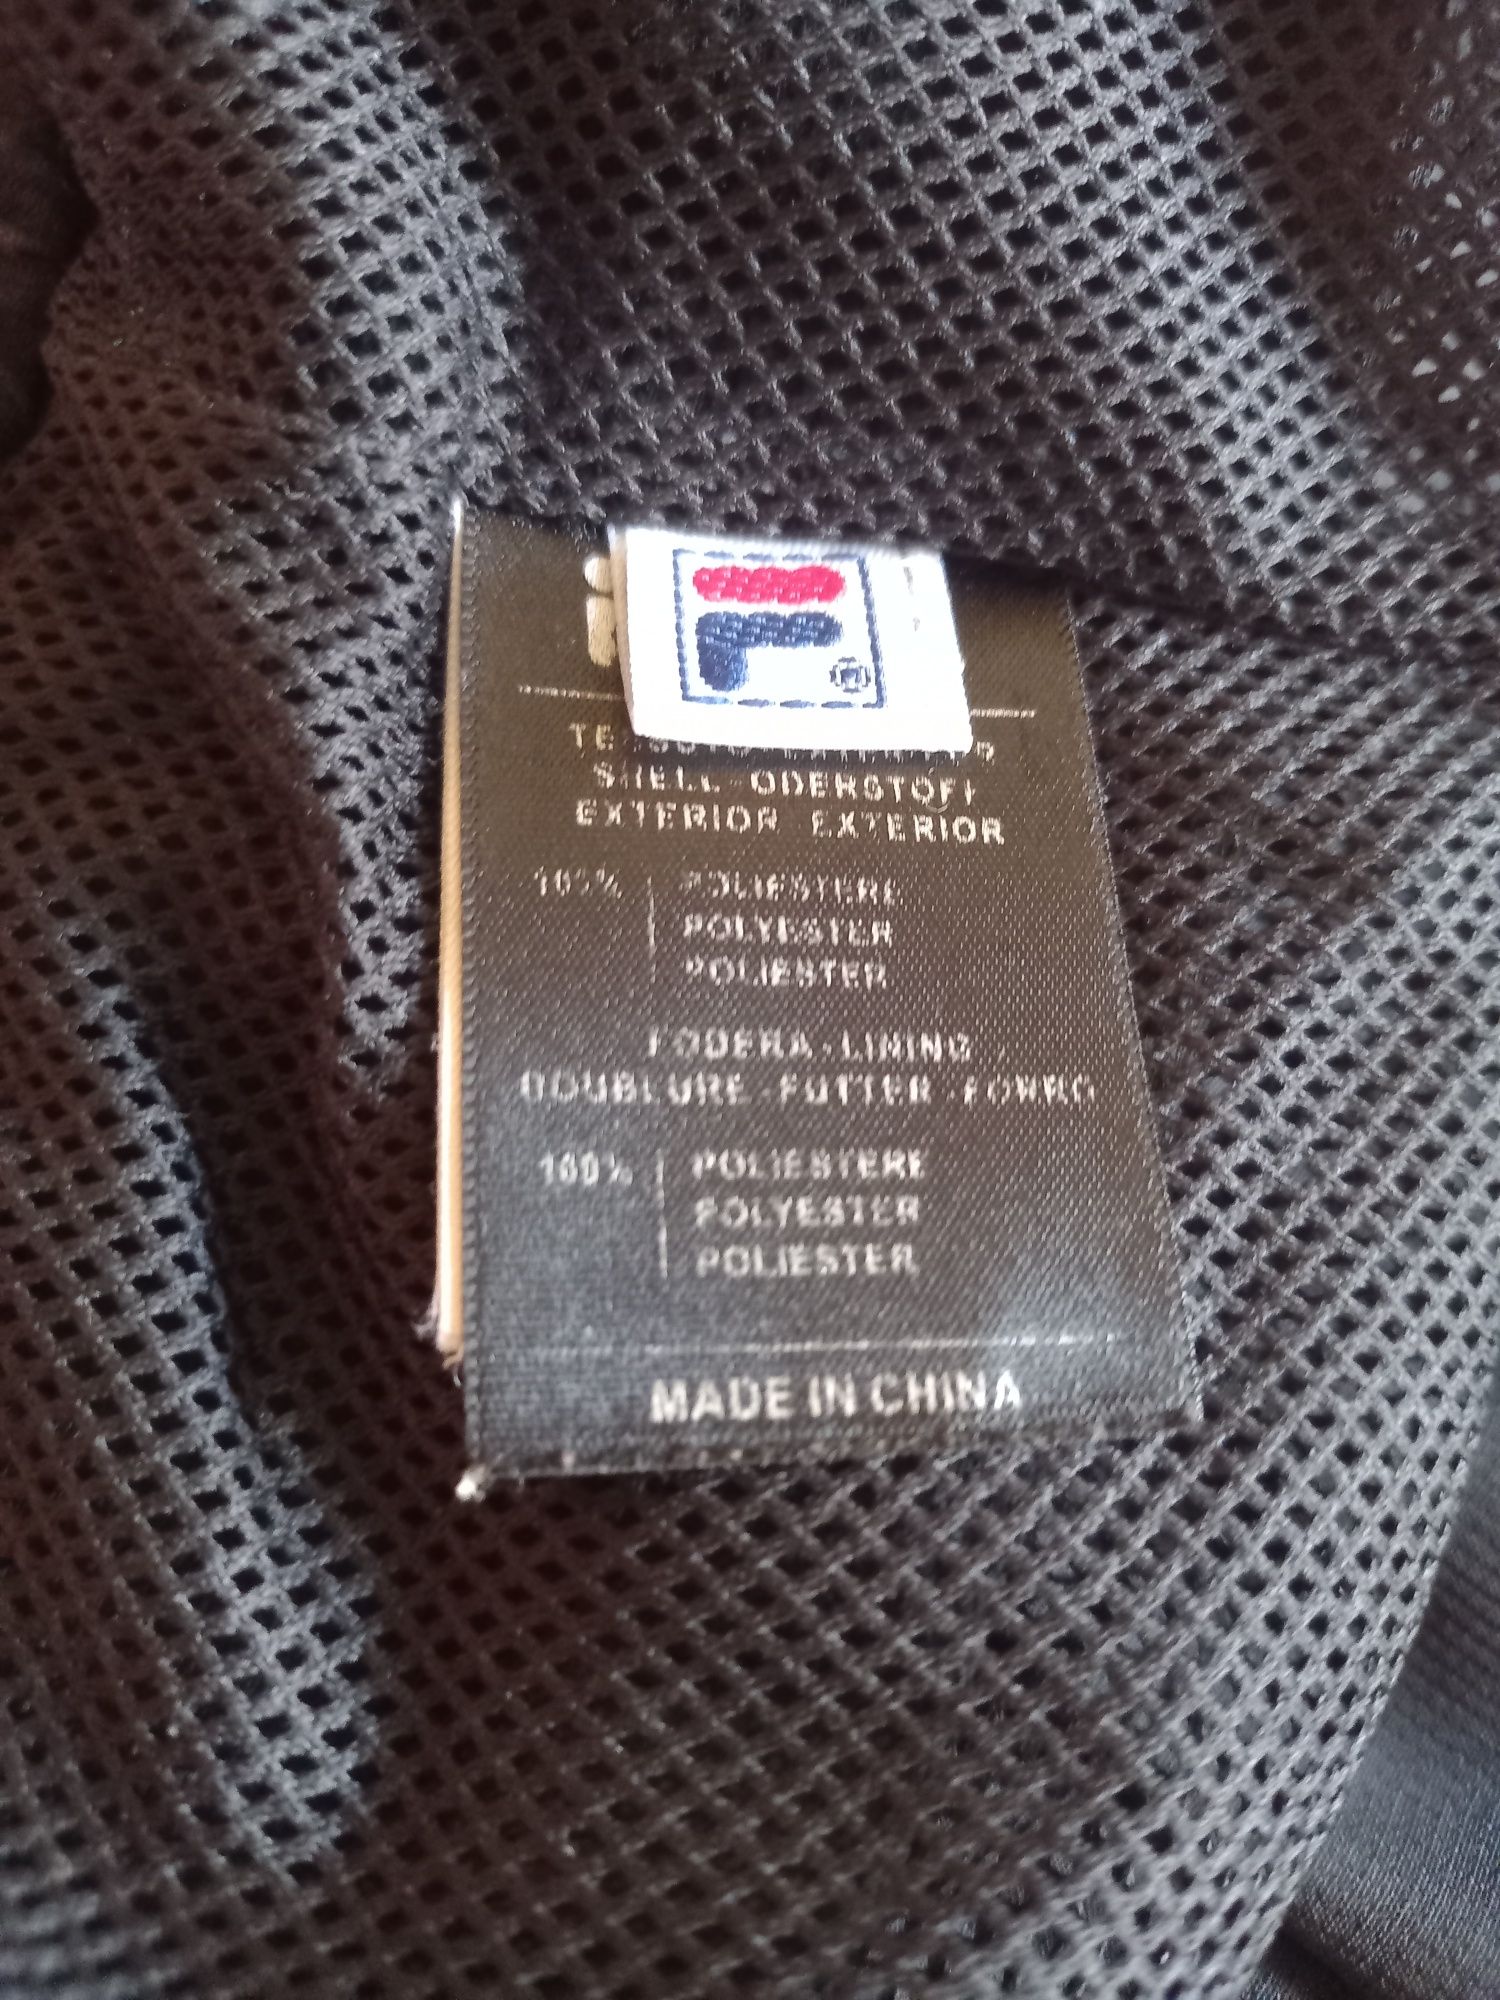 SHELL-OBERSTOFF
EXTERIOR EXTERIOR
100% POLIESTERE
POLYESTER
POLIESTER
FODERA-LINING
DOUBLURE-FUTTER-FORRO
100% POLIESTERE
POLYESTER
POLIESTER
MADE IN CHINA